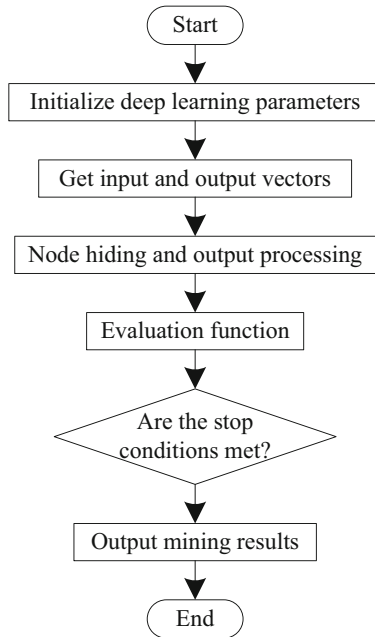 Start
Initialize deep learning parameters
Get input and output vectors
Node hiding and output processing
Evaluation function
Are the stop
conditions met?
Output mining results
End